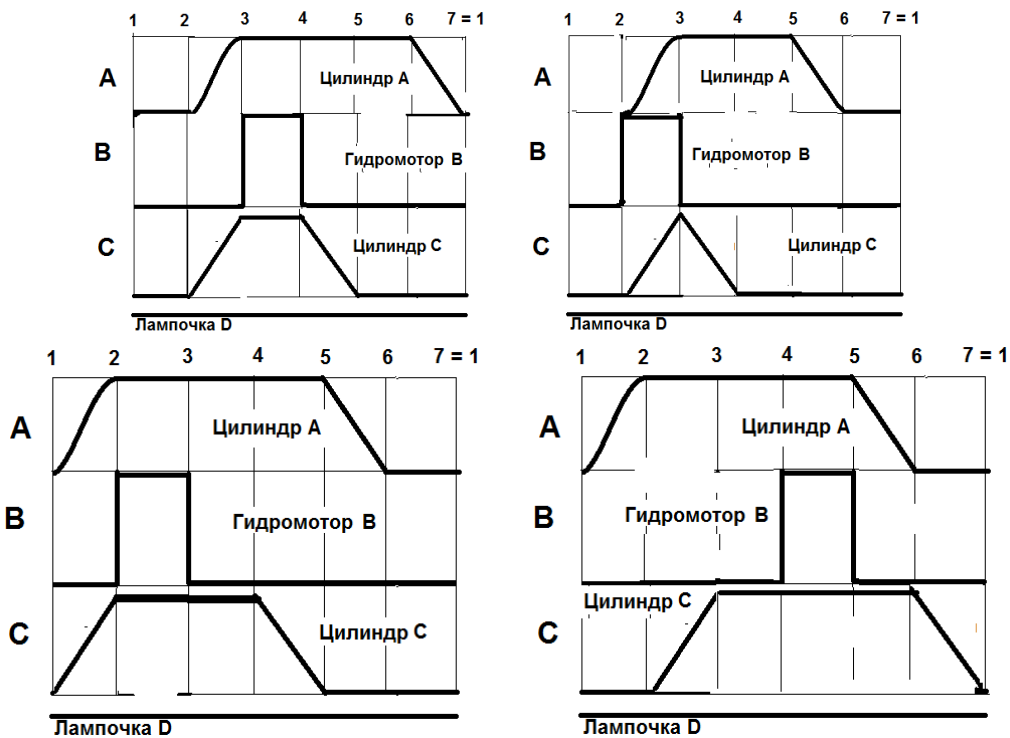 1 2 3 4 5 6 7 = 1
A
Цилиндр А
B
Гидромотор В
C
Цилиндр С
Лампочка D
1 2 3 4 5 6 7 = 1
A
Цилиндр А
B
Гидромотор В
C
Цилиндр С
Лампочка D
1 2 3 4 5 6 7 = 1
A
Цилиндр А
B
Гидромотор В
C
Цилиндр С
Лампочка D
1 2 3 4 5 6 7 = 1
A
Цилиндр А
B
Гидромотор В
Цилиндр С
C
Лампочка D